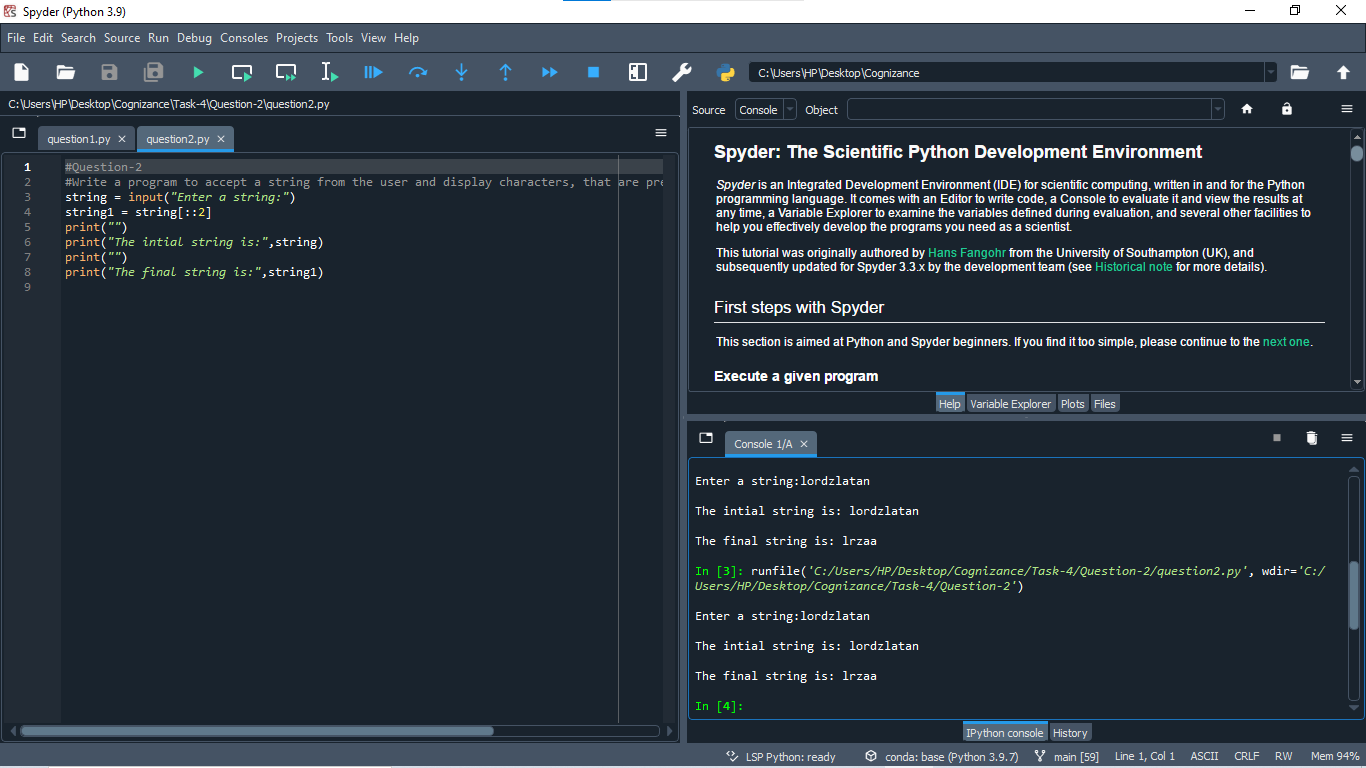 Spyder (Python 3.9)
File Edit Search Source Run Debug Consoles Projects Tools View Help
C:\Users\HP\Desktop\Cognizance
C:\Users\HP\Desktop\Cognizance\Task-4\Question-2\question2.py
question1.py
question2.py
1 #Question-2
2 #Write a program to accept a string from the user and display characters, that are pre
3 string = input("Enter a string:")
4 string1 = string[::2]
5 print("")
6 print("The intial string is:",string)
7 print("")
8 print("The final string is:",string1)
9
Source Console Object
Spyder: The Scientific Python Development Environment
Spyder is an Integrated Development Environment (IDE) for scientific computing, written in and for the Python
programming language. It comes with an Editor to write code, a Console to evaluate it and view the results at
any time, a Variable Explorer to examine the variables defined during evaluation, and several other facilities to
help you effectively develop the programs you need as a scientist.
This tutorial was originally authored by Hans Fangohr from the University of Southampton (UK), and
subsequently updated for Spyder 3.3.x by the development team (see Historical note for more details).
First steps with Spyder
This section is aimed at Python and Spyder beginners. If you find it too simple, please continue to the next one.
Execute a given program
Help Variable Explorer Plots Files
Console 1/A
Enter a string:lordzlatan
The intial string is: lordzlatan
The final string is: lrzaa
In [3]: runfile('C:/Users/HP/Desktop/Cognizance/Task-4/Question-2/question2.py', wdir='C:/
Users/HP/Desktop/Cognizance/Task-4/Question-2')
Enter a string:lordzlatan
The intial string is: lordzlatan
The final string is: lrzaa
In [4]:
IPython console History
LSP Python: ready conda: base (Python 3.9.7) main [59] Line 1, Col 1 ASCII CRLF RW Mem 94%